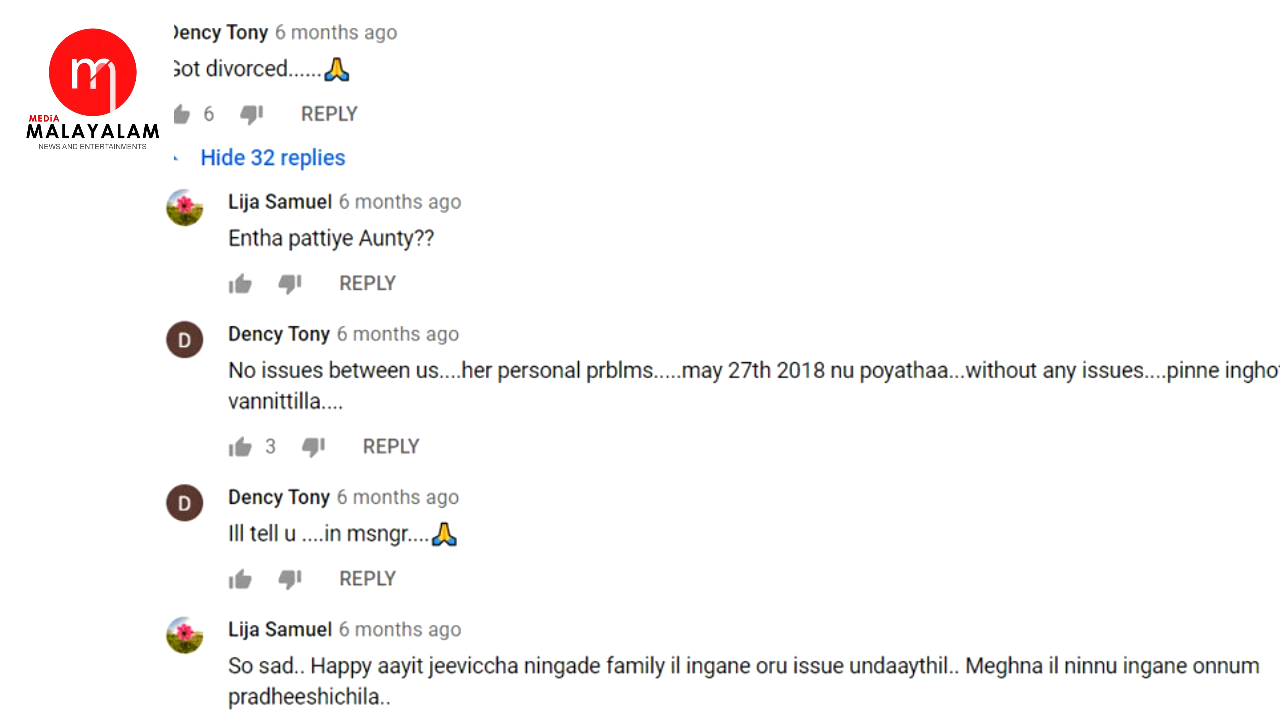 m
MEDiA
MALAYALAM
NEWS AND ENTERTAINMENTS
Dency Tony 6 months ago
Got divorced......🙏
6 REPLY
Hide 32 replies
Lija Samuel 6 months ago
Entha pattiye Aunty??
REPLY
D
Dency Tony 6 months ago
No issues between us....her personal prblms.....may 27th 2018 nu poyathaa...without any issues....pinne
vannittilla....
3 REPLY
D
Dency Tony 6 months ago
Ill tell u ....in msngr....🙏
REPLY
Lija Samuel 6 months ago
So sad.. Happy aayit jeeviccha ningade family il ingane oru issue undaaythil.. Meghna il ninnu ingane onnum
pradheeshichila..